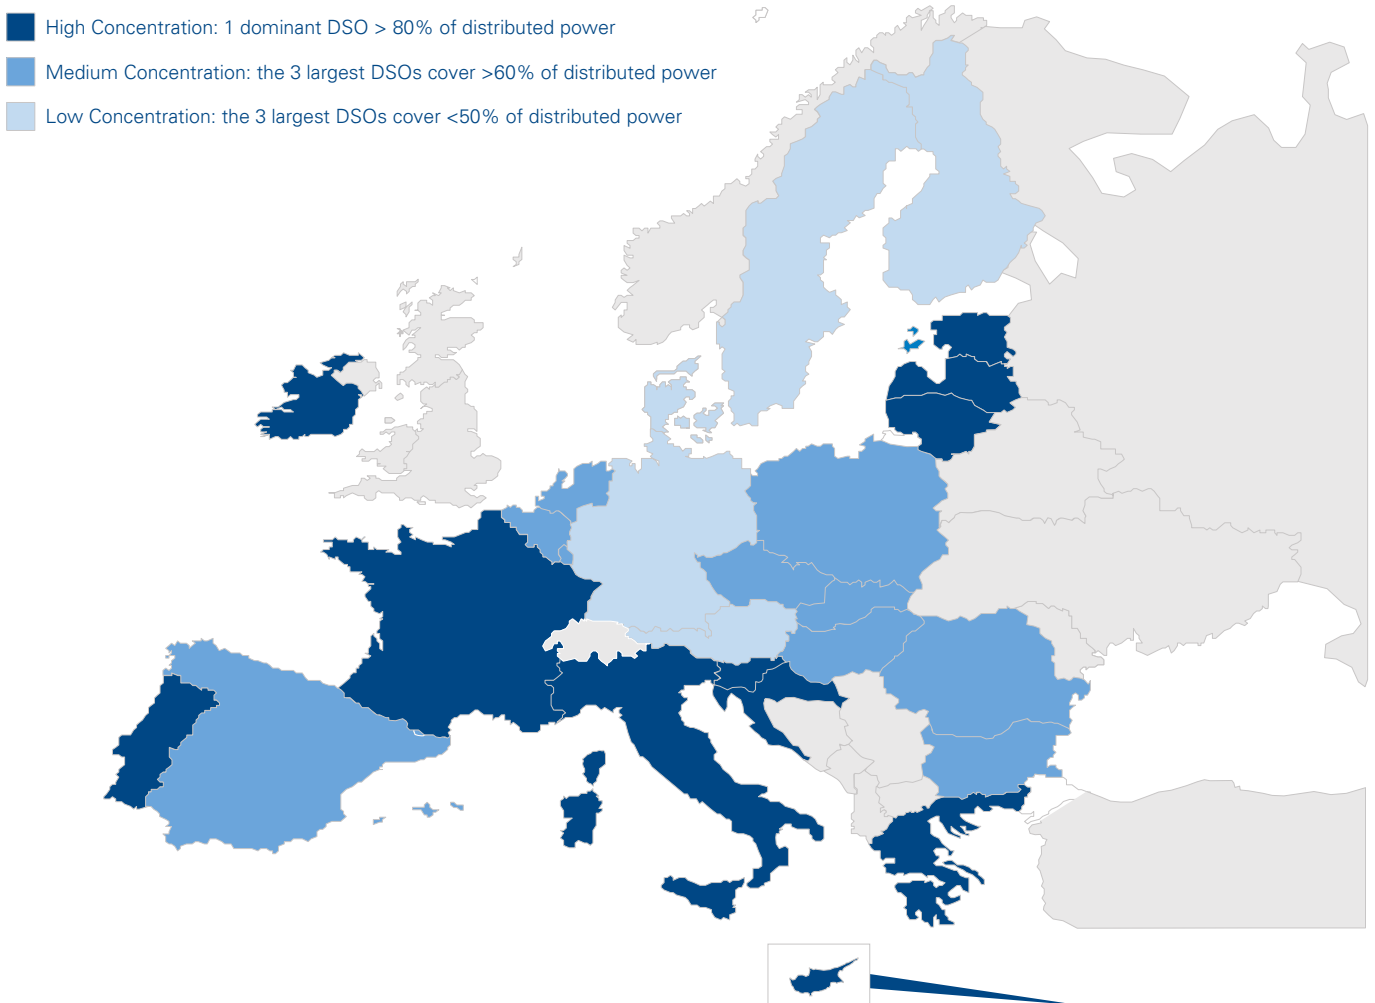 High Concentration: 1 dominant DSO > 80% of distributed power
Medium Concentration: the 3 largest DSOs cover >60% of distributed power
Low Concentration: the 3 largest DSOs cover <50% of distributed power